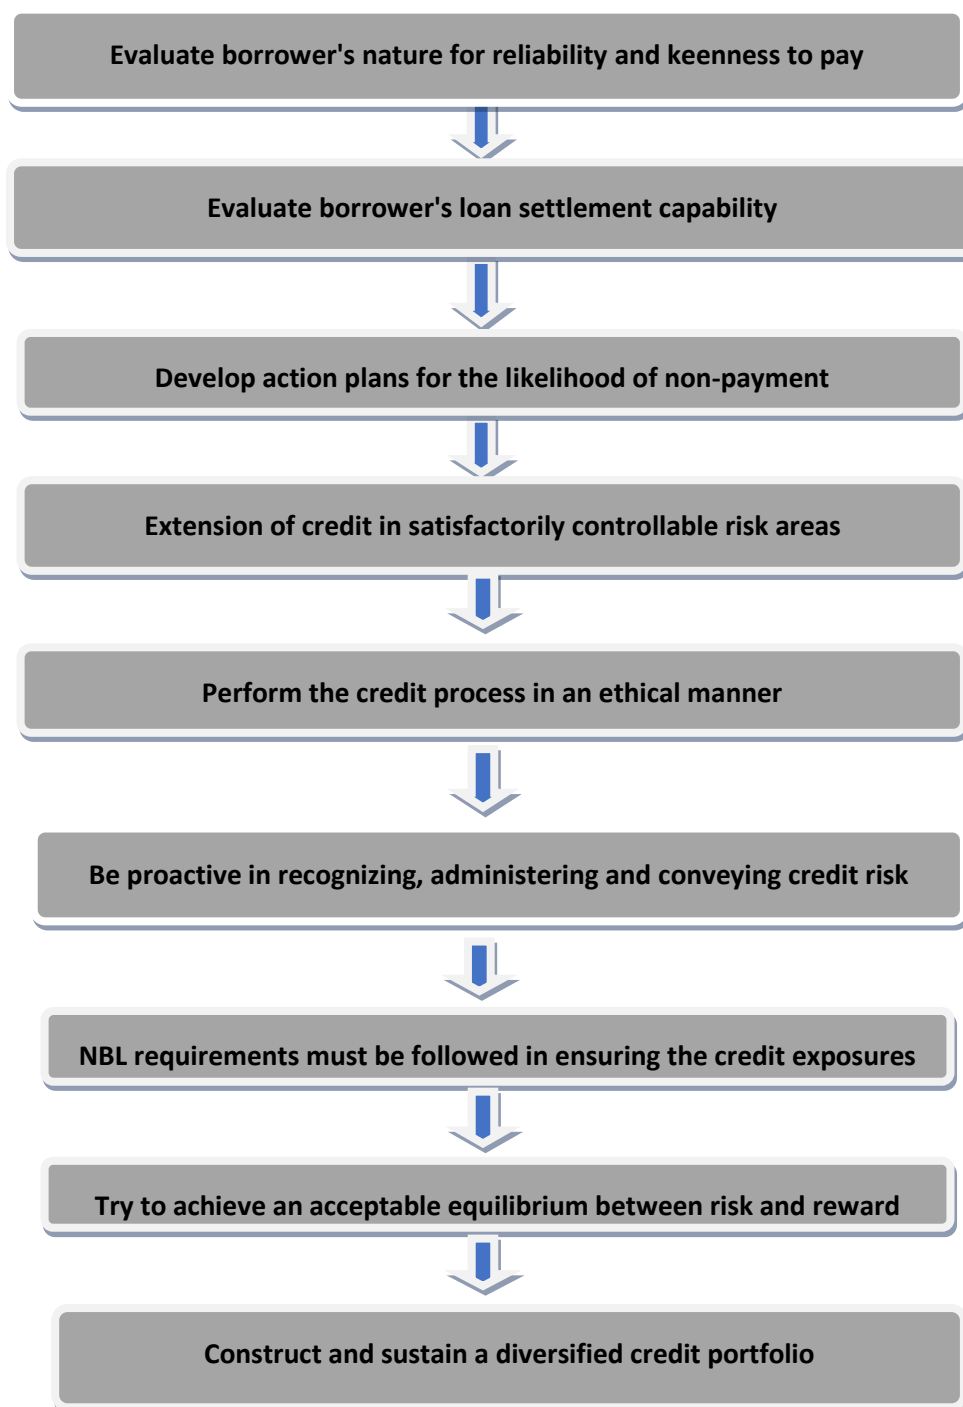 Evaluate borrower's nature for reliability and keenness to pay
Evaluate borrower's loan settlement capability
Develop action plans for the likelihood of non-payment
Extension of credit in satisfactorily controllable risk areas
Perform the credit process in an ethical manner
Be proactive in recognizing, administering and conveying credit risk
NBL requirements must be followed in ensuring the credit exposures
Try to achieve an acceptable equilibrium between risk and reward
Construct and sustain a diversified credit portfolio